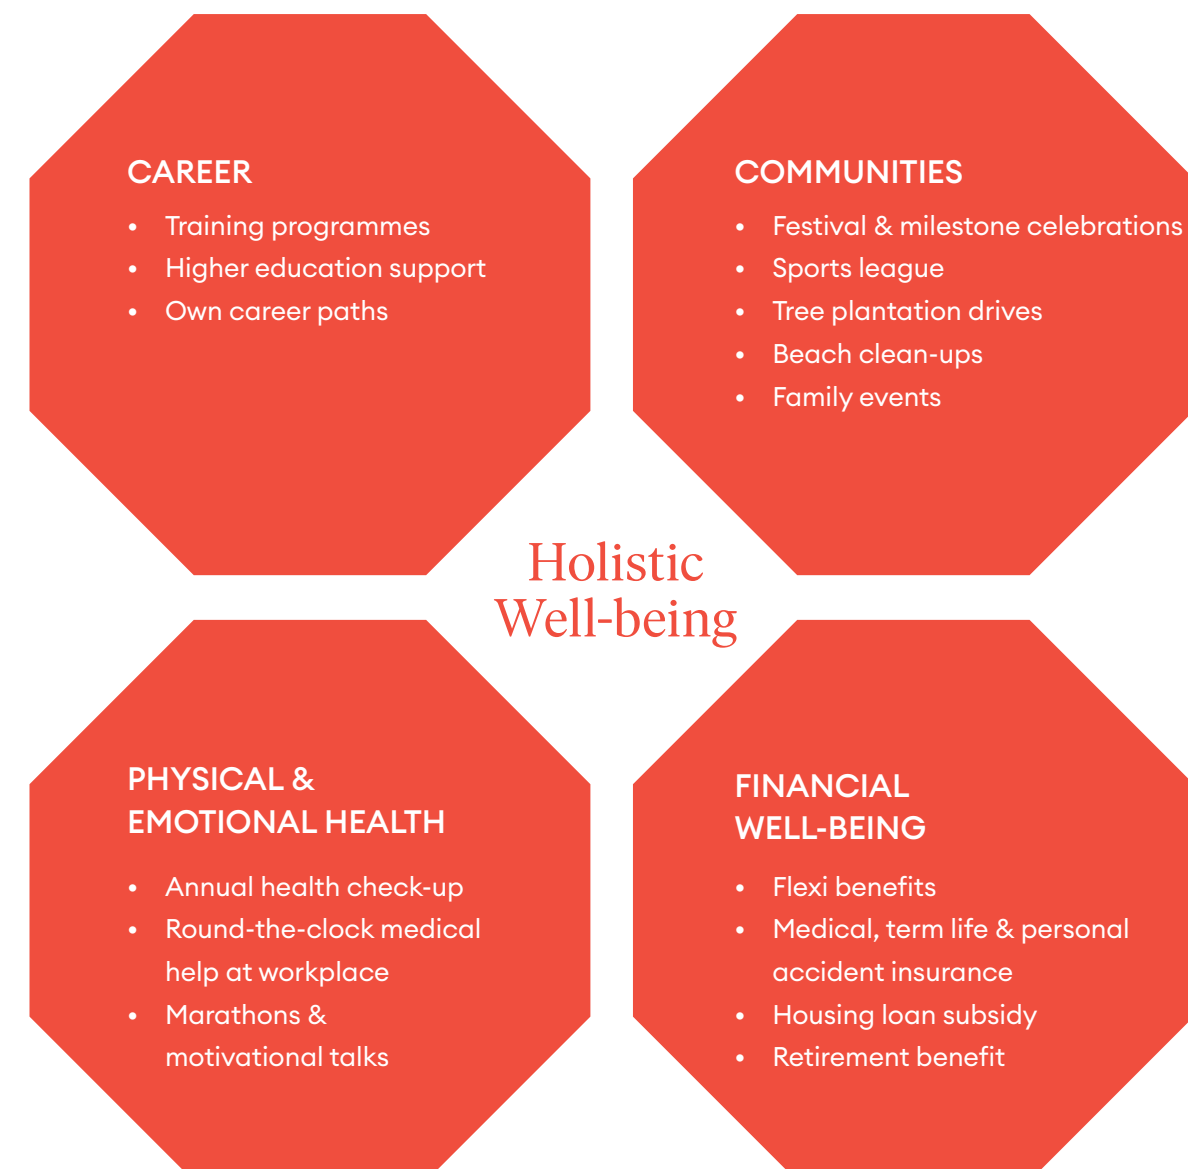 CAREER
• Training programmes
• Higher education support
• Own career paths
COMMUNITIES
• Festival & milestone celebrations
• Sports league
• Tree plantation drives
• Beach clean-ups
• Family events
Holistic
Well-being
PHYSICAL &
EMOTIONAL HEALTH
• Annual health check-up
• Round-the-clock medical
help at workplace
• Marathons &
motivational talks
FINANCIAL
WELL-BEING
• Flexi benefits
• Medical, term life & personal
accident insurance
• Housing loan subsidy
• Retirement benefit